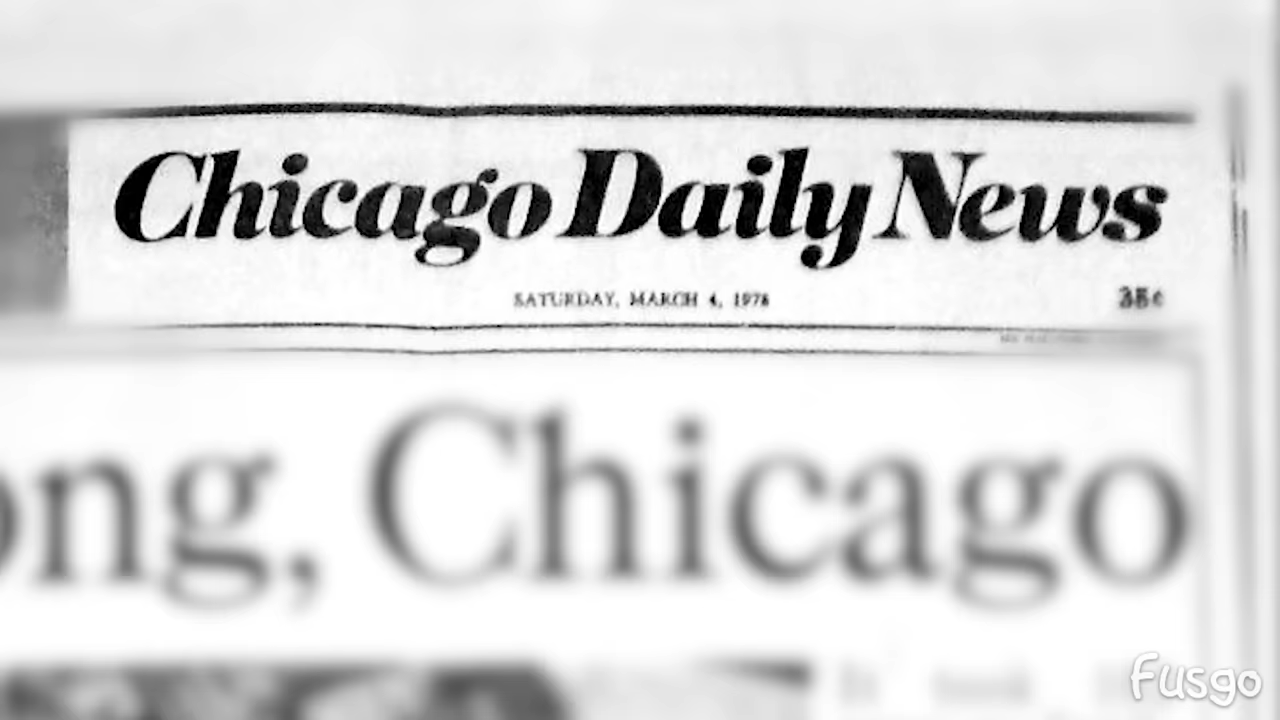 Chicago Daily News
SATURDAY, MARCH 4, 1978
35¢
ong, Chicago
Fusgo